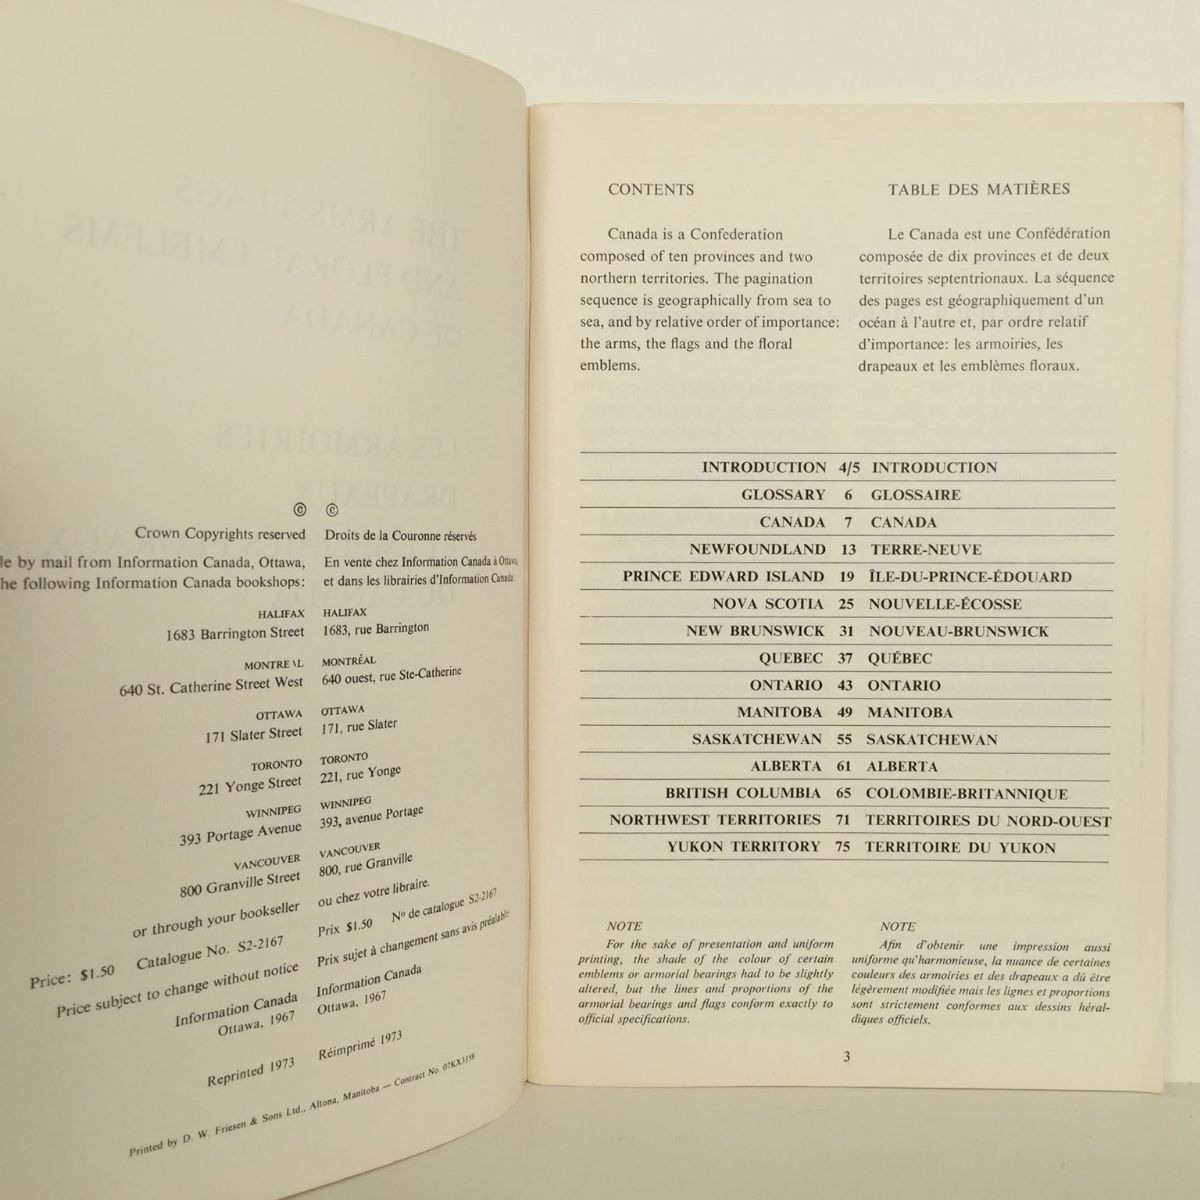 © ©
Crown Copyrights reserved Droits de la Couronne réservés
by mail from Information Canada, Ottawa, En vente chez Information Canada à Ottawa,
following Information Canada bookshops: et dans les librairies d'Information Canada:
HALIFAX HALIFAX
1683 Barrington Street 1683, rue Barrington
MONTRE\L MONTRÉAL
640 St. Catherine Street West 640 ouest, rue Ste-Catherine
OTTAWA OTTAWA
171 Slater Street 171, rue Slater
TORONTO TORONTO
221 Yonge Street 221, rue Yonge
WINNIPEG WINNIPEG
393 Portage Avenue 393, avenue Portage
VANCOUVER VANCOUVER
800 Granville Street 800, rue Granville
or through your bookseller ou chez votre libraire.
Price: $1.50 Catalogue No. S2-2167 Prix $1.50 Nº de catalogue S2-2167
Price subject to change without notice Prix sujet à changement sans avis préalable
Information Canada Information Canada
Ottawa, 1967 Ottawa, 1967
Reprinted 1973 Réimprimé 1973
Printed by D. W. Friesen & Sons Ltd., Altona, Manitoba — Contract No. 07KX3358
CONTENTS
Canada is a Confederation
composed of ten provinces and two
northern territories. The pagination
sequence is geographically from sea to
sea, and by relative order of importance:
the arms, the flags and the floral
emblems.
TABLE DES MATIÈRES
Le Canada est une Confédération
composée de dix provinces et de deux
territoires septentrionaux. La séquence
des pages est géographiquement d'un
océan à l'autre et, par ordre relatif
d'importance: les armoiries, les
drapeaux et les emblèmes floraux.
INTRODUCTION 4/5 INTRODUCTION
GLOSSARY 6 GLOSSAIRE
CANADA 7 CANADA
NEWFOUNDLAND 13 TERRE-NEUVE
PRINCE EDWARD ISLAND 19 ÎLE-DU-PRINCE-ÉDOUARD
NOVA SCOTIA 25 NOUVELLE-ÉCOSSE
NEW BRUNSWICK 31 NOUVEAU-BRUNSWICK
QUEBEC 37 QUÉBEC
ONTARIO 43 ONTARIO
MANITOBA 49 MANITOBA
SASKATCHEWAN 55 SASKATCHEWAN
ALBERTA 61 ALBERTA
BRITISH COLUMBIA 65 COLOMBIE-BRITANNIQUE
NORTHWEST TERRITORIES 71 TERRITOIRES DU NORD-OUEST
YUKON TERRITORY 75 TERRITOIRE DU YUKON
NOTE
For the sake of presentation and uniform
printing, the shade of the colour of certain
emblems or armorial bearings had to be slightly
altered, but the lines and proportions of the
armorial bearings and flags conform exactly to
official specifications.
NOTE
Afin d'obtenir une impression aussi
uniforme qu'harmonieuse, la nuance de certaines
couleurs des armoiries et des drapeaux a dû être
légèrement modifiée mais les lignes et proportions
sont strictement conformes aux dessins héral-
diques officiels.
3